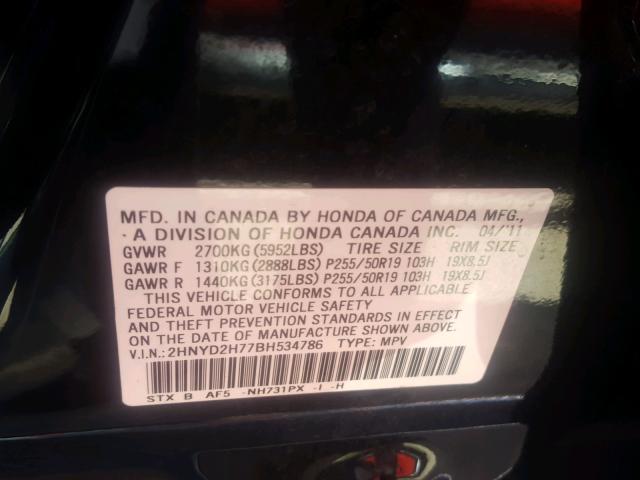 MFD. IN CANADA BY HONDA OF CANADA MFG.,
A DIVISION OF HONDA CANADA INC. 04/'11
GVWR 2700KG(5952LBS) TIRE SIZE RIM SIZE
GAWR F 1310KG(2888LBS)P255/50R19 103H 19X8.5J
GAWR R 1440KG(3175LBS)P255/50R19 103H 19X8.5J
THIS VEHICLE CONFORMS TO ALL APPLICABLE
FEDERAL MOTOR VEHICLE SAFETY
AND THEFT PREVENTION STANDARDS IN EFFECT
ON THE DATE OF MANUFACTURE SHOWN ABOVE.
V.I.N.: 2HNYD2H77BH534786 TYPE: MPV
STX B AF5 -NH731PX -I -H